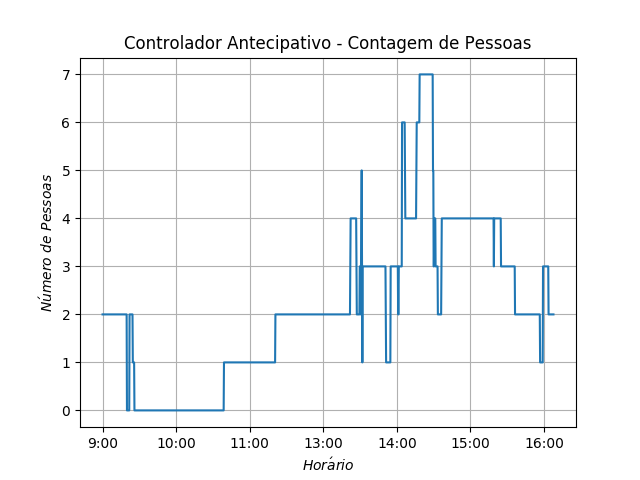 Controlador Antecipativo - Contagem de Pessoas
7
6
5
4
3
2
1
0
Número de Pessoas
9:00 10:00 11:00 13:00 14:00 15:00 16:00
Horário